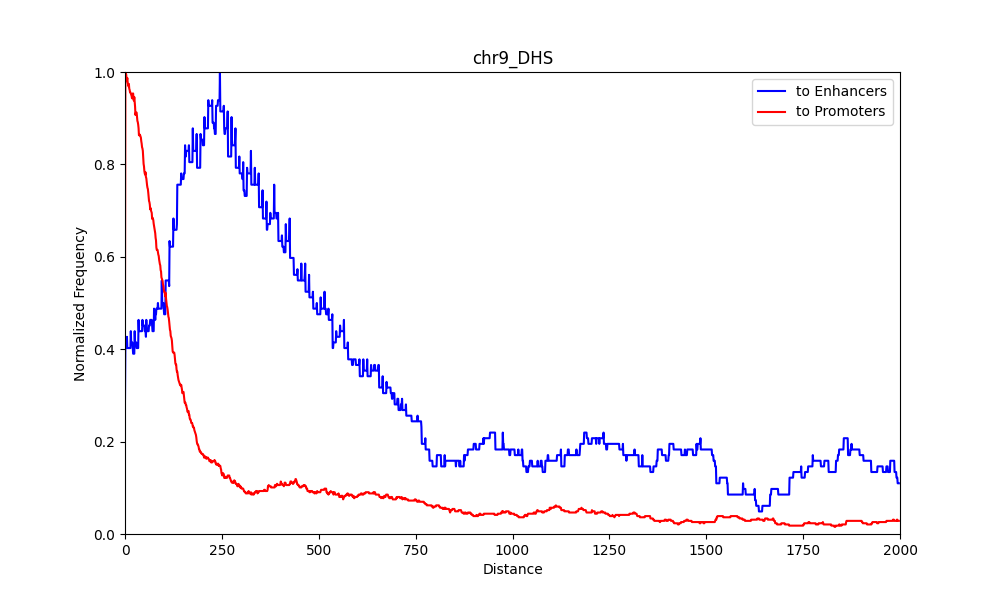 chr9_DHS
to Enhancers
to Promoters
Normalized Frequency
1.0
0.8
0.6
0.4
0.2
0.0
0 250 500 750 1000 1250 1500 1750 2000
Distance